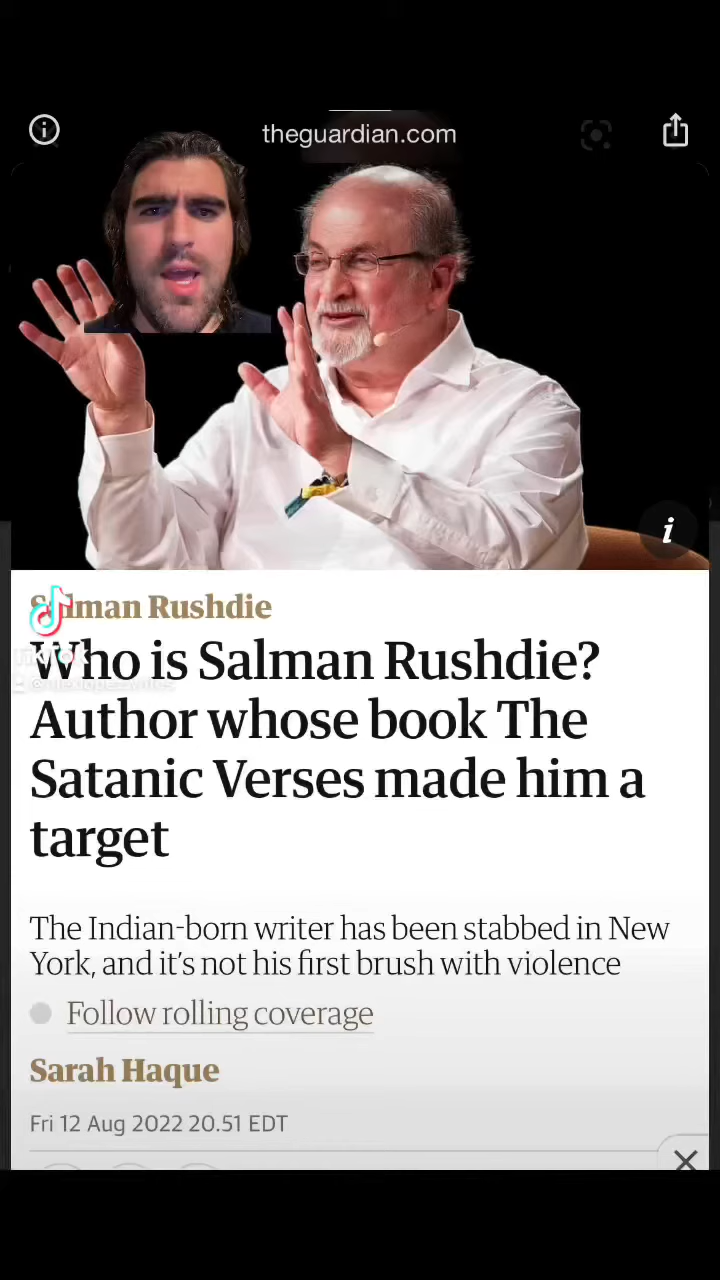 theguardian.com
Salman Rushdie
Who is Salman Rushdie?
Author whose book The
Satanic Verses made him a
target
The Indian-born writer has been stabbed in New
York, and it's not his first brush with violence
Follow rolling coverage
Sarah Haque
Fri 12 Aug 2022 20.51 EDT
TikTok